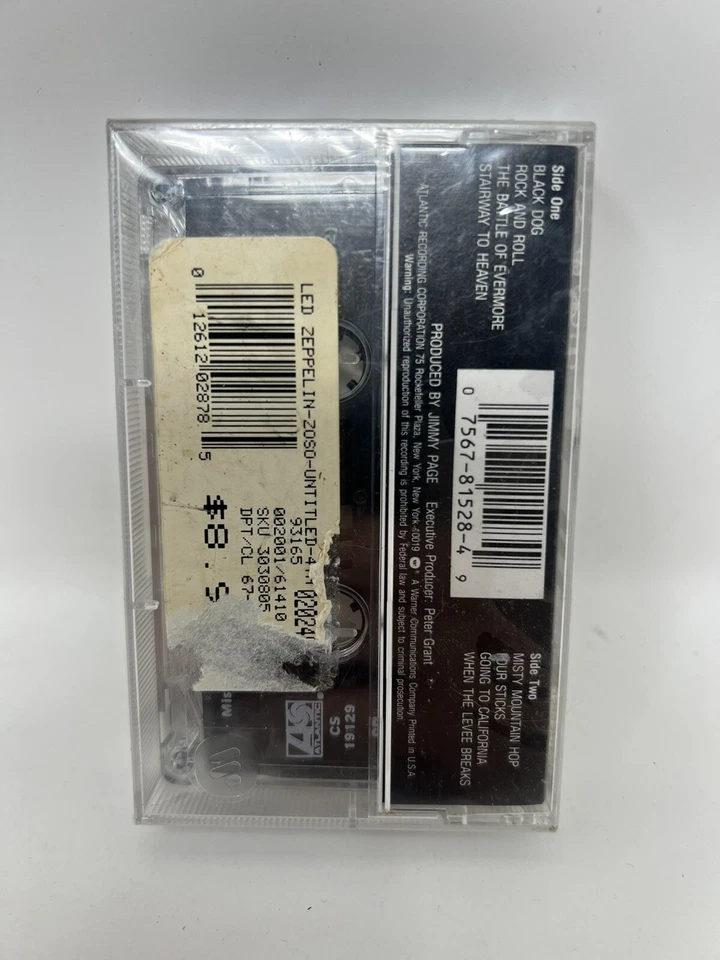 Side One
BLACK DOG
ROCK AND ROLL
THE BATTLE OF EVERMORE
STAIRWAY TO HEAVEN
0 7567-81528-4 9
Side Two
MISTY MOUNTAIN HOP
FOUR STICKS
GOING TO CALIFORNIA
WHEN THE LEVEE BREAKS
PRODUCED BY JIMMY PAGE Executive Producer: Peter Grant
ATLANTIC RECORDING CORPORATION 75 Rockefeller Plaza, New York, New York 10019 A Warner Communications Company Printed in U.S.A.
Warning: Unauthorized reproduction of this recording is prohibited by Federal law and subject to criminal prosecution.
LED ZEPPELIN-ZOSO-UNTITLED-4
93165
002001/61410
SKU 3030805
DPT/CL 67-
0 12612 02878 5
$8.
ATLANTIC
CS
19129